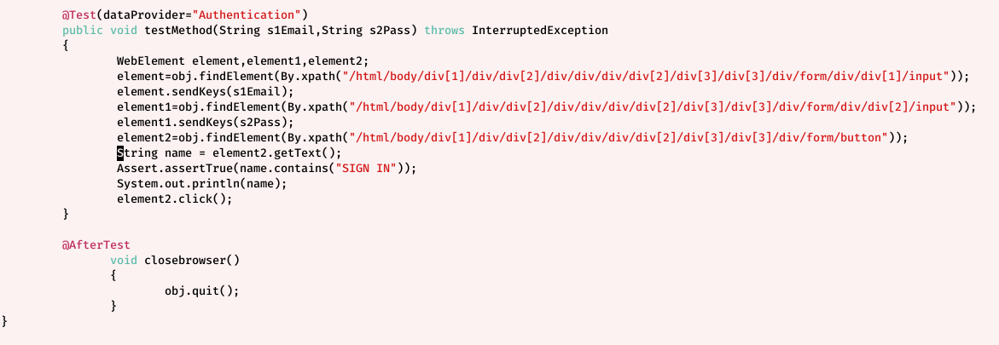 @Test(dataProvider="Authentication")
public void testMethod(String s1Email,String s2Pass) throws InterruptedException
{
WebElement element,element1,element2;
element=obj.findElement(By.xpath("/html/body/div[1]/div/div[2]/div/div/div/div[2]/div[3]/div[3]/div/form/div/div[1]/input"));
element.sendKeys(s1Email);
element1=obj.findElement(By.xpath("/html/body/div[1]/div/div[2]/div/div/div/div[2]/div[3]/div[3]/div/form/div/div[2]/input"));
element1.sendKeys(s2Pass);
element2=obj.findElement(By.xpath("/html/body/div[1]/div/div[2]/div/div/div/div[2]/div[3]/div[3]/div/form/button"));
String name = element2.getText();
Assert.assertTrue(name.contains("SIGN IN"));
System.out.println(name);
element2.click();
}
@AfterTest
void closebrowser()
{
obj.quit();
}
}